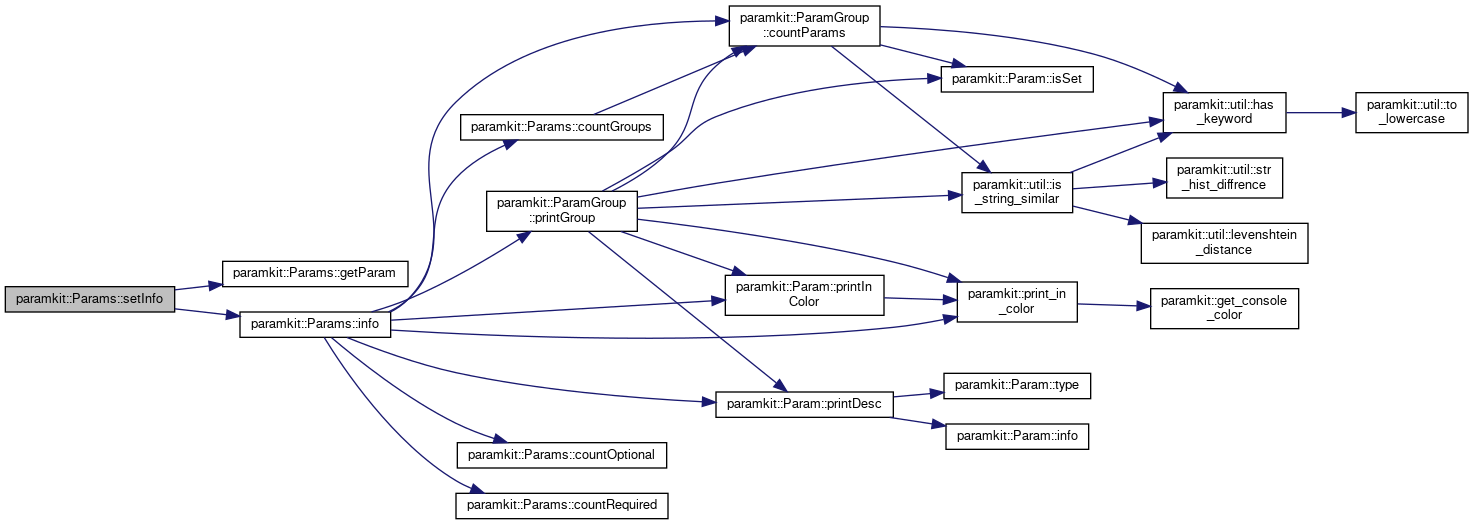 paramkit::ParamGroup
::countParams
paramkit::Param::isSet
paramkit::util::has
_keyword
paramkit::util::to
_lowercase
paramkit::Params::countGroups
paramkit::util::str
_hist_diffrence
paramkit::util::is
_string_similar
paramkit::ParamGroup
::printGroup
paramkit::util::levenshtein
_distance
paramkit::Params::getParam
paramkit::Params::setInfo
paramkit::Param::printIn
Color
paramkit::print_in
_color
paramkit::get_console
_color
paramkit::Params::info
paramkit::Param::type
paramkit::Param::printDesc
paramkit::Param::info
paramkit::Params::countOptional
paramkit::Params::countRequired